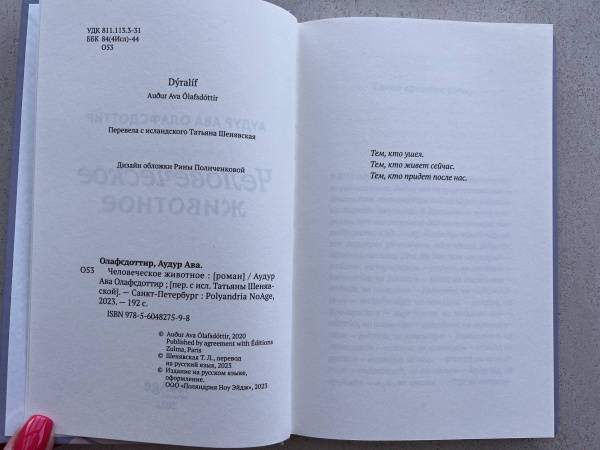 УДК 811.113.3-31
ББК 84(4Исл)-44
О53
Dýralíf
Auður Ava Ólafsdóttir
Перевела с исландского Татьяна Шенявская
Дизайн обложки Рины Поличенковой
Олафсдоттир, Аудур Ава.
О53 Человеческое животное : [роман] / Аудур
Ава Олафсдоттир ; [пер. с исл. Татьяны Шеняв-
ской]. — Санкт-Петербург : Polyandria NoAge,
2023. — 192 с.
ISBN 978-5-6048275-9-8
© Auður Ava Ólafsdóttir, 2020
Published by agreement with Éditions
Zulma, Paris
© Шенявская Т. Л., перевод
на русский язык, 2023
© Издание на русском языке,
оформление.
ООО «Поляндрия Ноу Эйдж», 2023
Тем, кто ушел.
Тем, кто живет сейчас.
Тем, кто придет после нас.